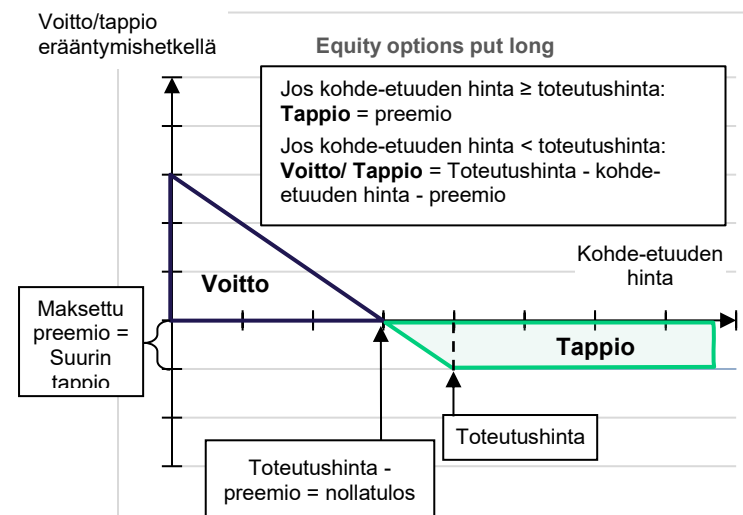 Voitto/tappio
erääntymishetkellä
Equity options put long
Jos kohde-etuuden hinta ≥ toteutushinta:
Tappio = preemio
Jos kohde-etuuden hinta < toteutushinta:
Voitto/ Tappio = Toteutushinta - kohde-
etuuden hinta - preemio
Kohde-etuuden
hinta
Voitto
Maksettu
preemio =
Suurin
tappio
Tappio
Toteutushinta
Toteutushinta -
preemio = nollatulos